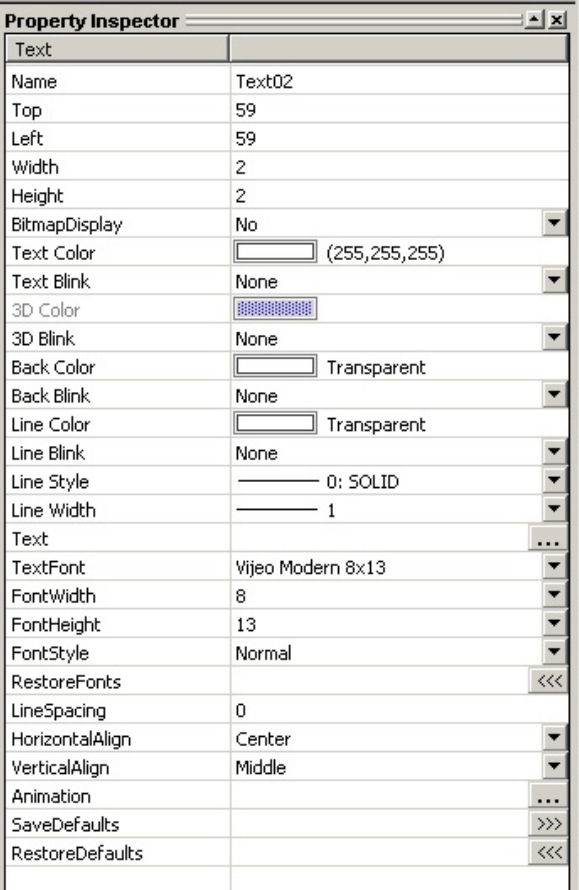 Property Inspector
Text
Name Text02
Top 59
Left 59
Width 2
Height 2
BitmapDisplay No
Text Color (255,255,255)
Text Blink None
3D Color
3D Blink None
Back Color Transparent
Back Blink None
Line Color Transparent
Line Blink None
Line Style 0: SOLID
Line Width 1
Text ...
TextFont Vijeo Modern 8x13
FontWidth 8
FontHeight 13
FontStyle Normal
RestoreFonts <<<
LineSpacing 0
HorizontalAlign Center
VerticalAlign Middle
Animation ...
SaveDefaults >>>
RestoreDefaults <<<